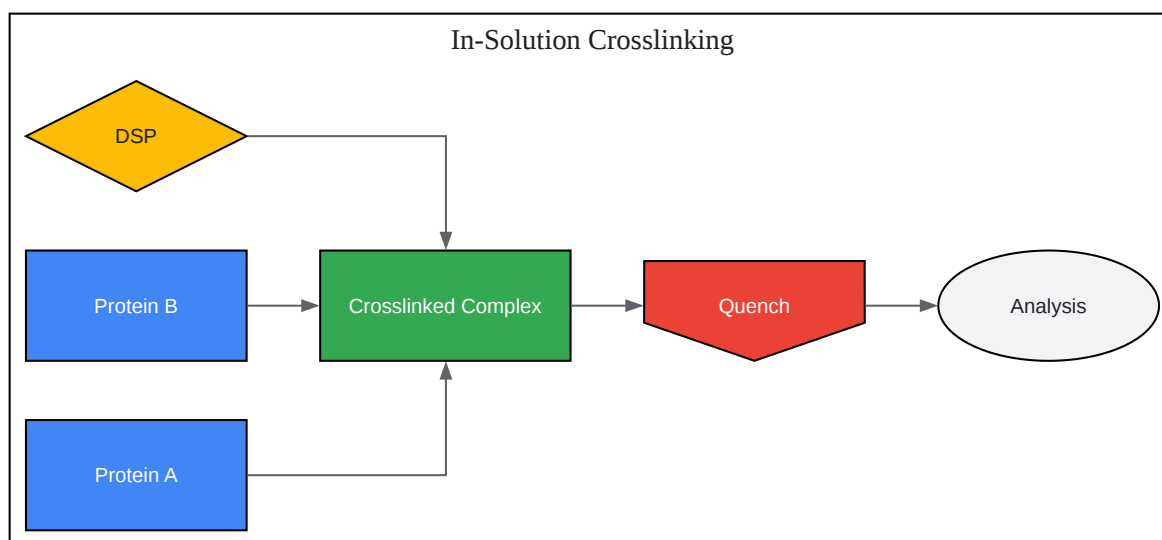 In-Solution Crosslinking
DSP
Protein B
Crosslinked Complex
Quench
Analysis
Protein A